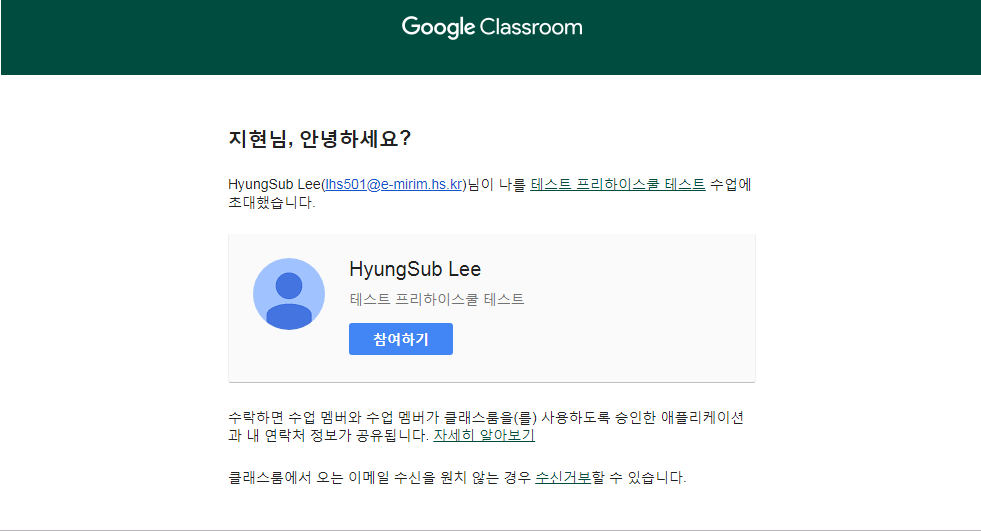 Google Classroom
지현님, 안녕하세요?
HyungSub Lee(lhs501@e-mirim.hs.kr)님이 나를 테스트 프리하이스쿨 테스트 수업에
초대했습니다.
HyungSub Lee
테스트 프리하이스쿨 테스트
참여하기
수락하면 수업 멤버와 수업 멤버가 클래스룸을(를) 사용하도록 승인한 애플리케이션
과 내 연락처 정보가 공유됩니다. 자세히 알아보기
클래스룸에서 오는 이메일 수신을 원치 않는 경우 수신거부할 수 있습니다.